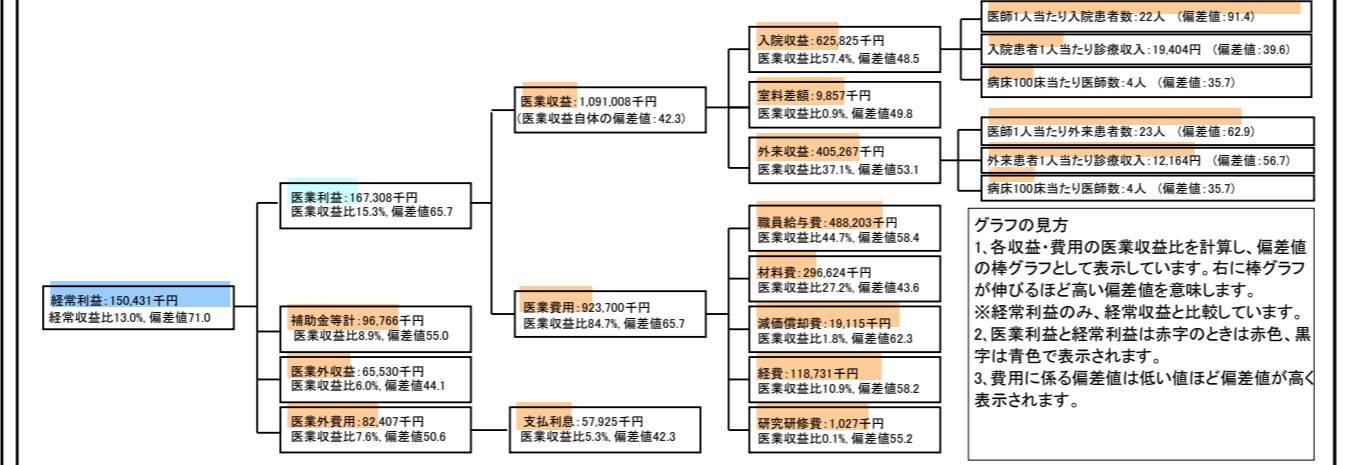 経常利益:150,431千円
経常収益比13.0%, 偏差値71.0
医業利益:167,308千円
医業収益比15.3%, 偏差値65.7
補助金等計:96,766千円
医業収益比8.9%, 偏差値55.0
医業外収益:65,530千円
医業収益比6.0%, 偏差値44.1
医業外費用:82,407千円
医業収益比7.6%, 偏差値50.6
医業収益:1,091,008千円
(医業収益自体の偏差値:42.3)
医業費用:923,700千円
医業収益比84.7%, 偏差値65.7
支払利息:57,925千円
医業収益比5.3%, 偏差値42.3
入院収益:625,825千円
医業収益比57.4%, 偏差値48.5
室料差額:9,857千円
医業収益比0.9%, 偏差値49.8
外来収益:405,267千円
医業収益比37.1%, 偏差値53.1
職員給与費:488,203千円
医業収益比44.7%, 偏差値58.4
材料費:296,624千円
医業収益比27.2%, 偏差値43.6
減価償却費:19,115千円
医業収益比1.8%, 偏差値62.3
経費:118,731千円
医業収益比10.9%, 偏差値58.2
研究研修費:1,027千円
医業収益比0.1%, 偏差値55.2
医師1人当たり入院患者数:22人 (偏差値:91.4)
入院患者1人当たり診療収入:19,404円 (偏差値:39.6)
病床100床当たり医師数:4人 (偏差値:35.7)
医師1人当たり外来患者数:23人 (偏差値:62.9)
外来患者1人当たり診療収入:12,164円 (偏差値:56.7)
病床100床当たり医師数:4人 (偏差値:35.7)
グラフの見方
1、各収益・費用の医業収益比を計算し、偏差値
の棒グラフとして表示しています。右に棒グラフ
が伸びるほど高い偏差値を意味します。
※経常利益のみ、経常収益と比較しています。
2、医業利益と経常利益は赤字のときは赤色、黒
字は青色で表示されます。
3、費用に係る偏差値は低い値ほど偏差値が高く
表示されます。